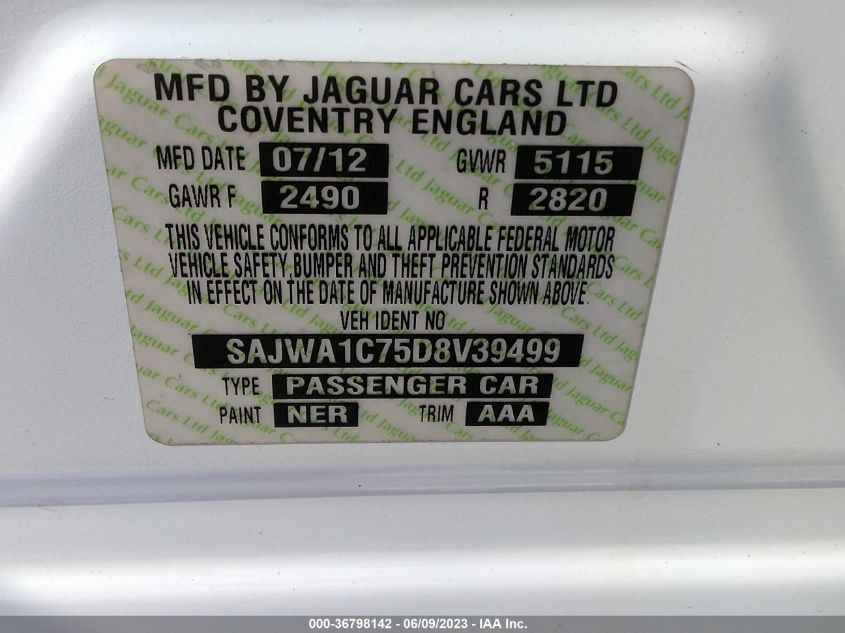 MFD BY JAGUAR CARS LTD
COVENTRY ENGLAND
MFD DATE 07/12 GVWR 5115
GAWR F 2490 R 2820
THIS VEHICLE CONFORMS TO ALL APPLICABLE FEDERAL MOTOR
VEHICLE SAFETY,BUMPER AND THEFT PREVENTION STANDARDS
IN EFFECT ON THE DATE OF MANUFACTURE SHOWN ABOVE.
VEH IDENT NO
SAJWA1C75D8V39499
TYPE PASSENGER CAR
PAINT NER TRIM AAA
000-36798142 - 06/09/2023 - IAA Inc.